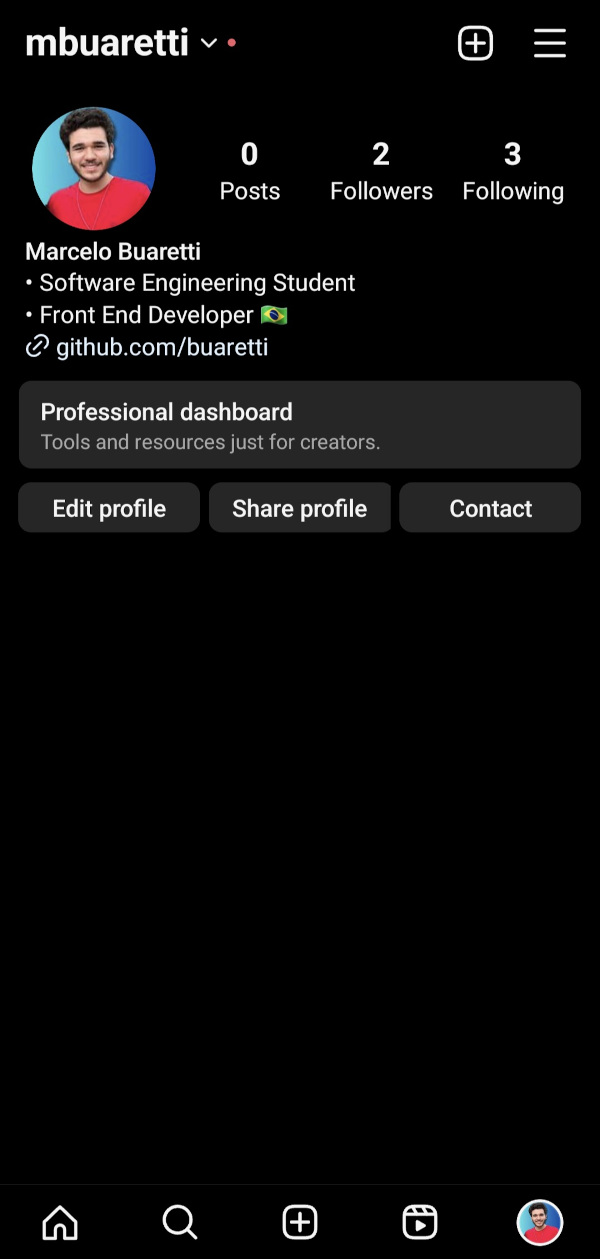 mbuaretti
0 2 3
Posts Followers Following
Marcelo Buaretti
• Software Engineering Student
• Front End Developer 🇧🇷
github.com/buaretti
Professional dashboard
Tools and resources just for creators.
Edit profile Share profile Contact